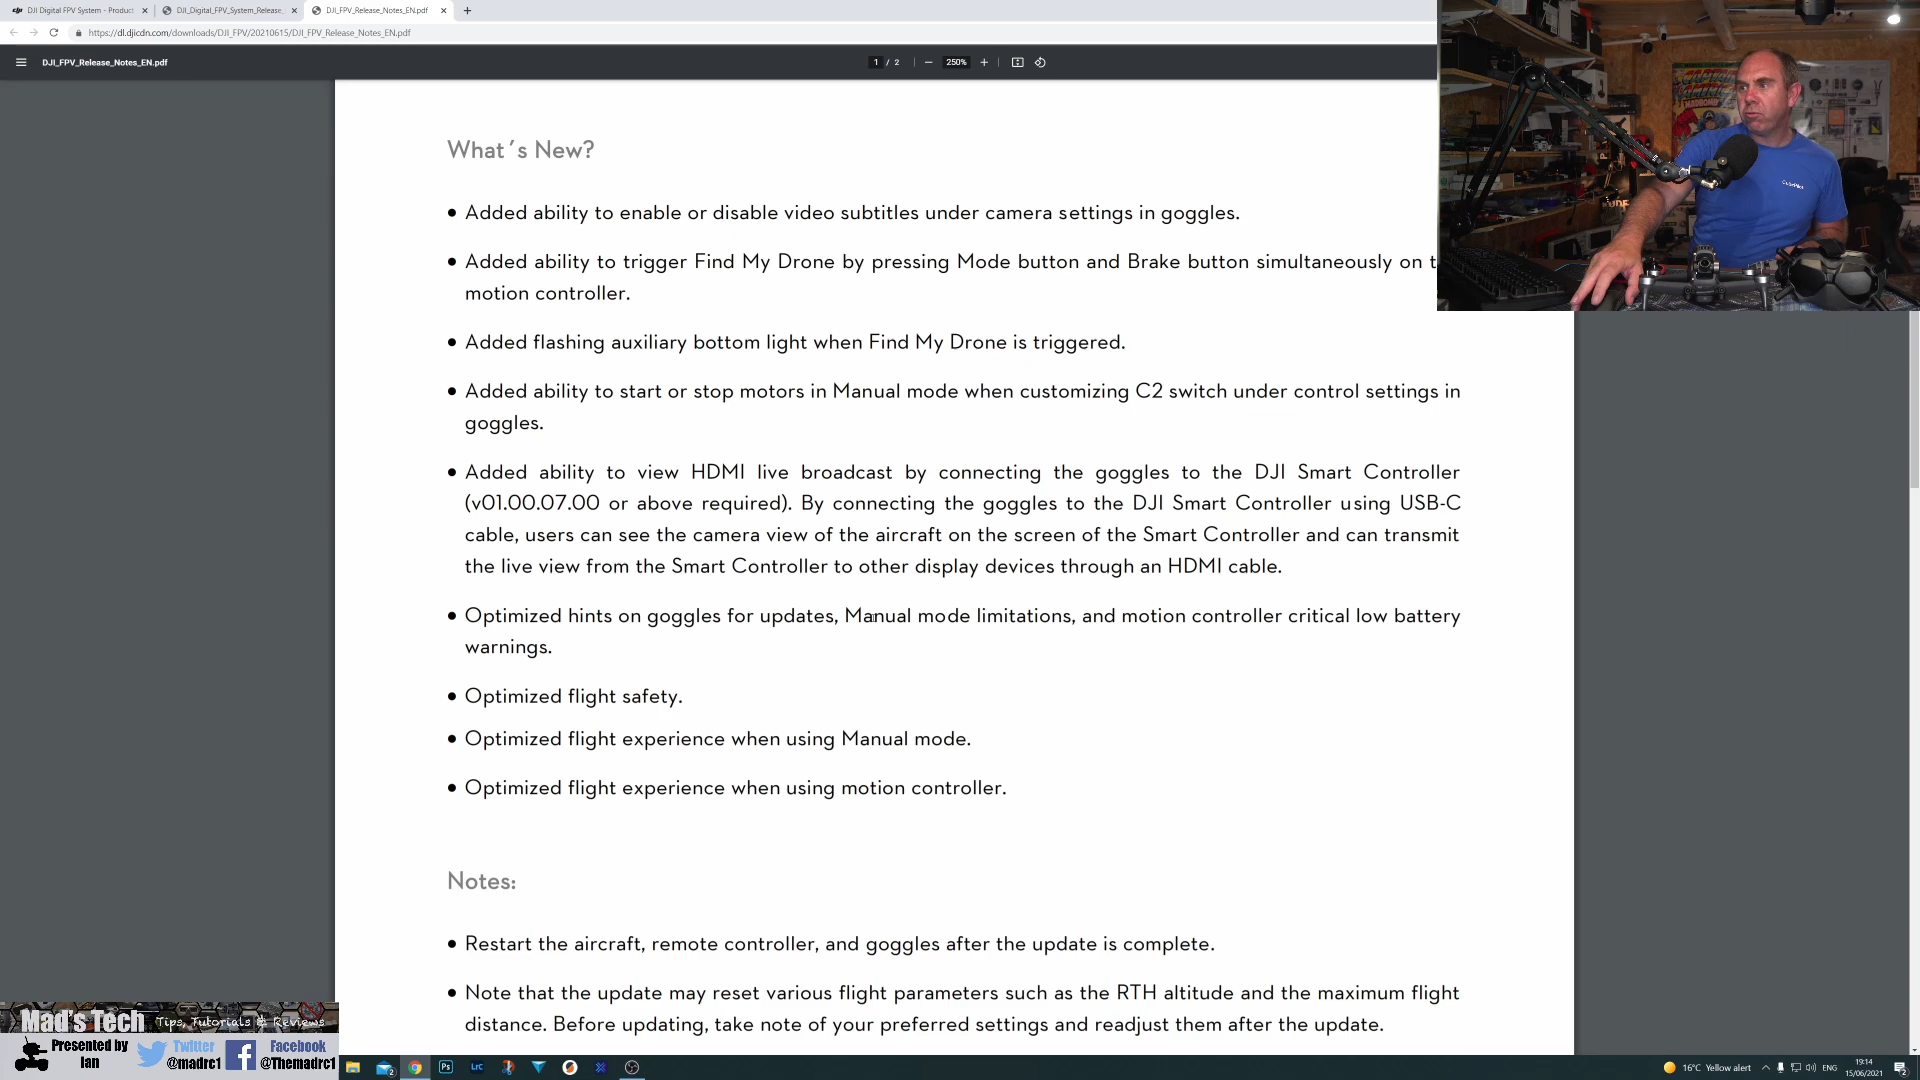 DJI Digital FPV System - Product
DJI_Digital_FPV_System_Release_
DJI_FPV_Release_Notes_EN.pdf
https://dl.djicdn.com/downloads/DJI_FPV/20210615/DJI_FPV_Release_Notes_EN.pdf
DJI_FPV_Release_Notes_EN.pdf
1 / 2
250%
What´s New?
• Added ability to enable or disable video subtitles under camera settings in goggles.
• Added ability to trigger Find My Drone by pressing Mode button and Brake button simultaneously on
motion controller.
• Added flashing auxiliary bottom light when Find My Drone is triggered.
• Added ability to start or stop motors in Manual mode when customizing C2 switch under control settings in
goggles.
• Added ability to view HDMI live broadcast by connecting the goggles to the DJI Smart Controller
(v01.00.07.00 or above required). By connecting the goggles to the DJI Smart Controller using USB-C
cable, users can see the camera view of the aircraft on the screen of the Smart Controller and can transmit
the live view from the Smart Controller to other display devices through an HDMI cable.
• Optimized hints on goggles for updates, Manual mode limitations, and motion controller critical low battery
warnings.
• Optimized flight safety.
• Optimized flight experience when using Manual mode.
• Optimized flight experience when using motion controller.
Notes:
• Restart the aircraft, remote controller, and goggles after the update is complete.
• Note that the update may reset various flight parameters such as the RTH altitude and the maximum flight
distance. Before updating, take note of your preferred settings and readjust them after the update.
Mad's Tech Tips, Tutorials & Reviews
Presented by
Ian
Twitter
@madrc1
Facebook
@Themadrc1
Ps
LrC
16°C Yellow alert
ENG
19:14
15/06/2021